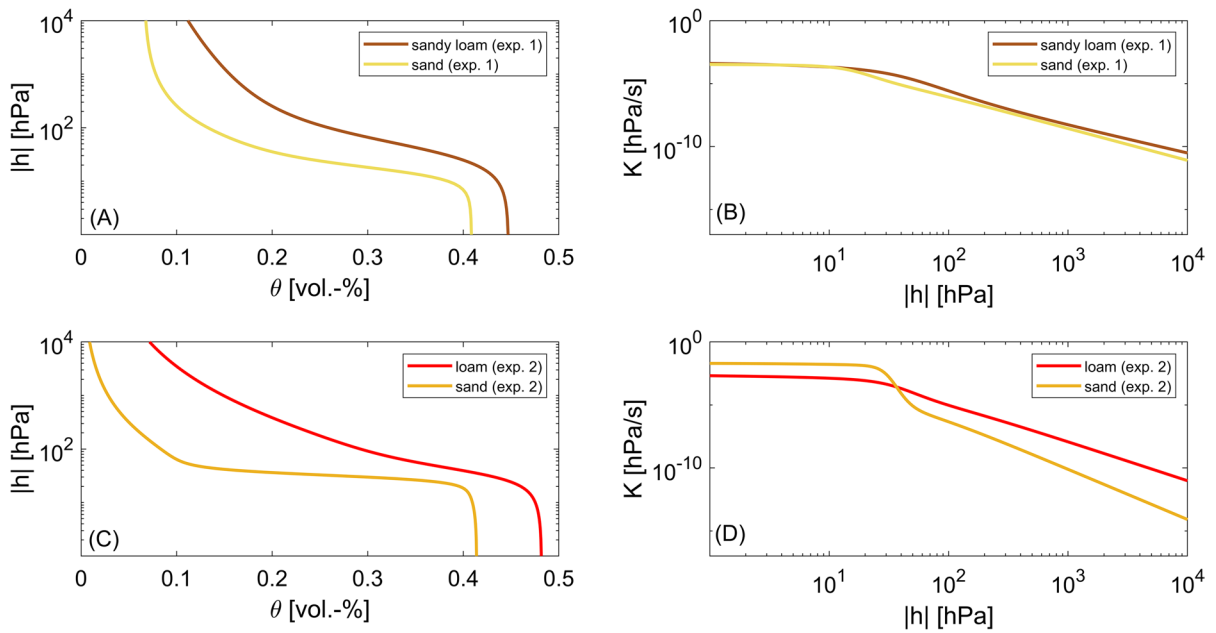 10^4
10^2
|h| [hPa]
(A)
sandy loam (exp. 1)
sand (exp. 1)
0 0.1 0.2 0.3 0.4 0.5
θ [vol.-%]
10^0
10^-10
K [hPa/s]
(B)
sandy loam (exp. 1)
sand (exp. 1)
10^1 10^2 10^3 10^4
|h| [hPa]
10^4
10^2
|h| [hPa]
(C)
loam (exp. 2)
sand (exp. 2)
0 0.1 0.2 0.3 0.4 0.5
θ [vol.-%]
10^0
10^-10
K [hPa/s]
(D)
loam (exp. 2)
sand (exp. 2)
10^1 10^2 10^3 10^4
|h| [hPa]